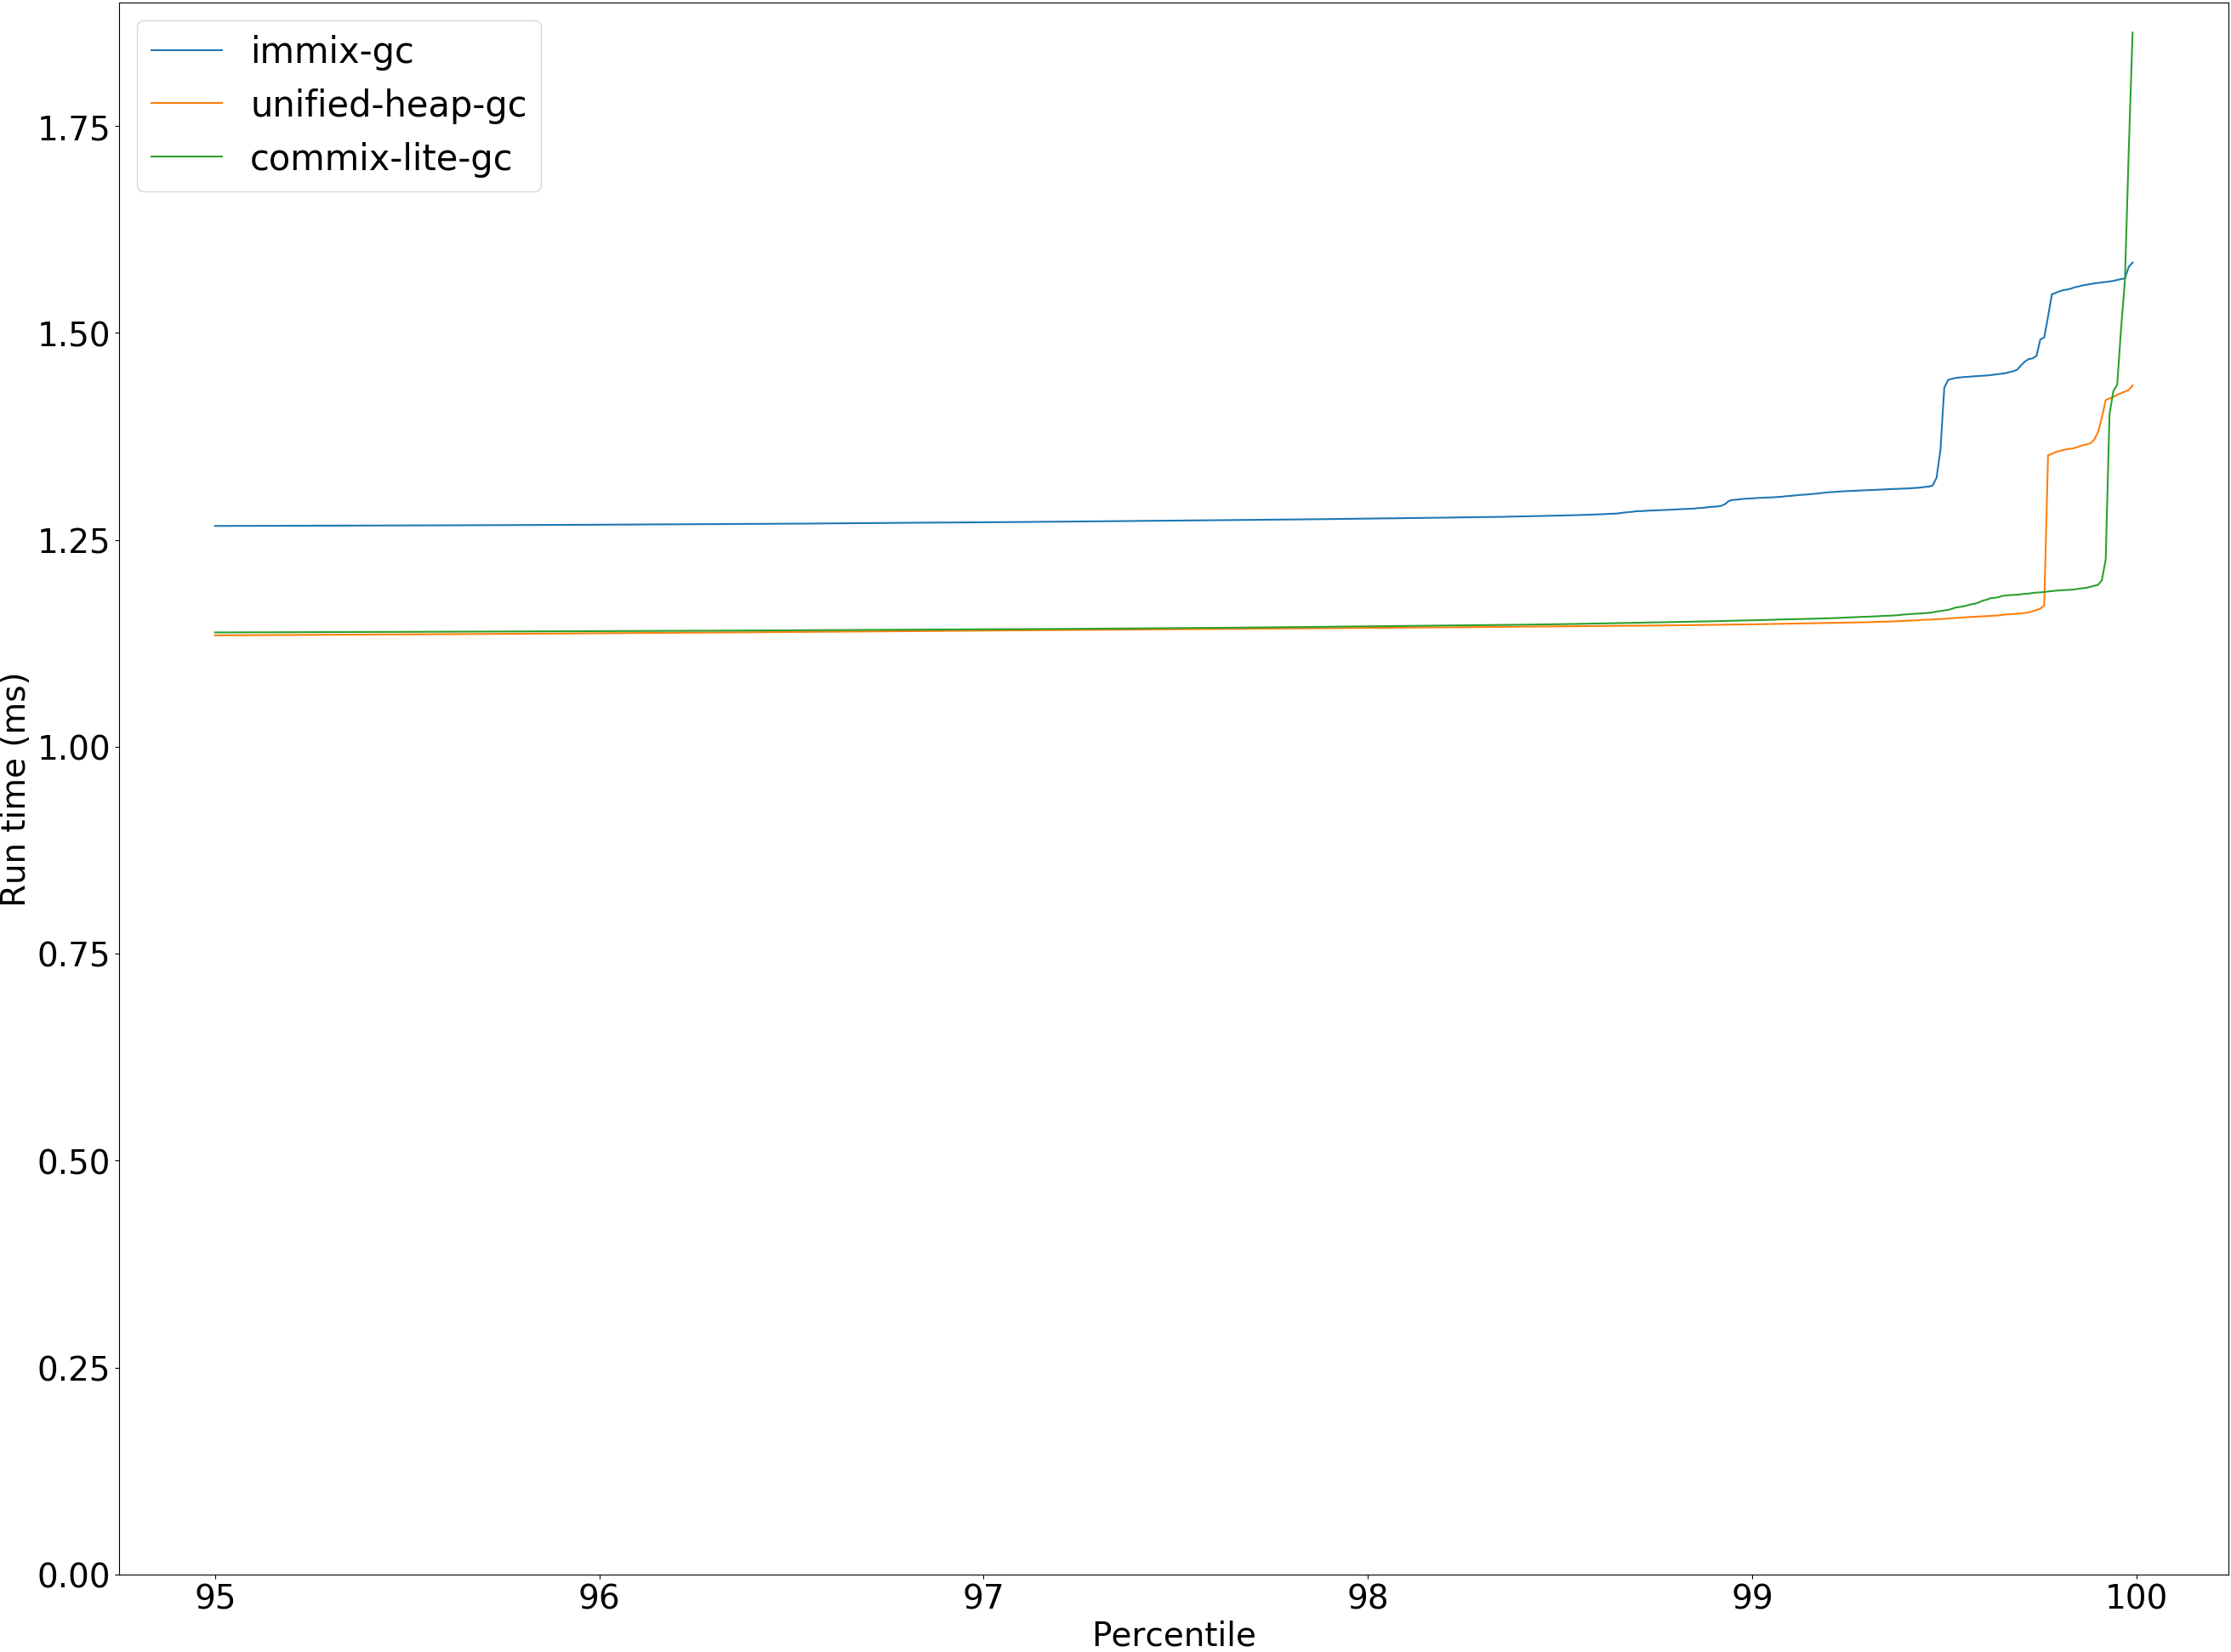 immix-gc
unified-heap-gc
commix-lite-gc
1.75
1.50
1.25
1.00
0.75
0.50
0.25
0.00
Run time (ms)
95 96 97 98 99 100
Percentile